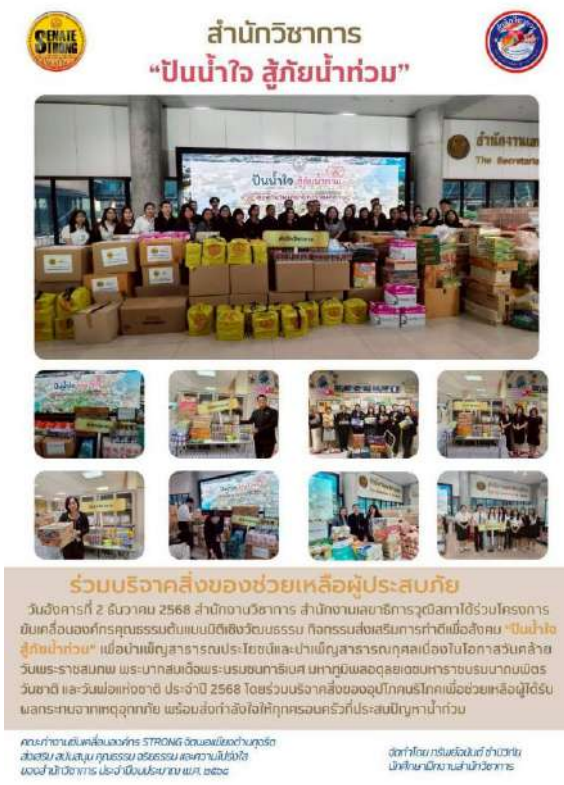 SENATE
STRONG
สำนักวิชาการ
“ปันน้ำใจ สู้ภัยน้ำท่วม”
ปันน้ำใจ สู้ภัยน้ำท่วม
สำนักงานเล
The Secretaria
สำนักวิชาการ
ร่วมบริจาคสิ่งของช่วยเหลือผู้ประสบภัย
วันอังคารที่ 2 ธันวาคม 2568 สำนักงานวิชาการ สำนักงานเลขาธิการวุฒิสภาได้ร่วมโครงการ
ขับเคลื่อนองค์กรคุณธรรมต้นแบบมิติเชิงวัฒนธรรม กิจกรรมส่งเสริมการทำดีเพื่อสังคม “ปันน้ำใจ
สู้ภัยน้ำท่วม” เพื่อบำเพ็ญสาธารณประโยชน์และบำเพ็ญสาธารณกุศลเนื่องในโอกาสวันคล้าย
วันพระราชสมภพ พระบาทสมเด็จพระบรมชนกาธิเบศ มหาภูมิพลอดุลยเดชมหาราชบรมนาถบพิตร
วันชาติ และวันพ่อแห่งชาติ ประจำปี 2568 โดยร่วมบริจาคสิ่งของอุปโภคบริโภคเพื่อช่วยเหลือผู้ได้รับ
ผลกระทบจากเหตุอุทกภัย พร้อมส่งกำลังใจให้ทุกครอบครัวที่ประสบปัญหาน้ำท่วม
คณะทำงานขับเคลื่อนองค์กร STRONG จิตพอเพียงต้านทุจริต
ส่งเสริม สนับสนุน คุณธรรม จริยธรรม และความโปร่งใส
ของสำนักวิชาการ ประจำปีงบประมาณ พ.ศ. ๒๕๖๙
จัดทำโดย
นักศึกษาฝึกงานสำนักวิชาการ